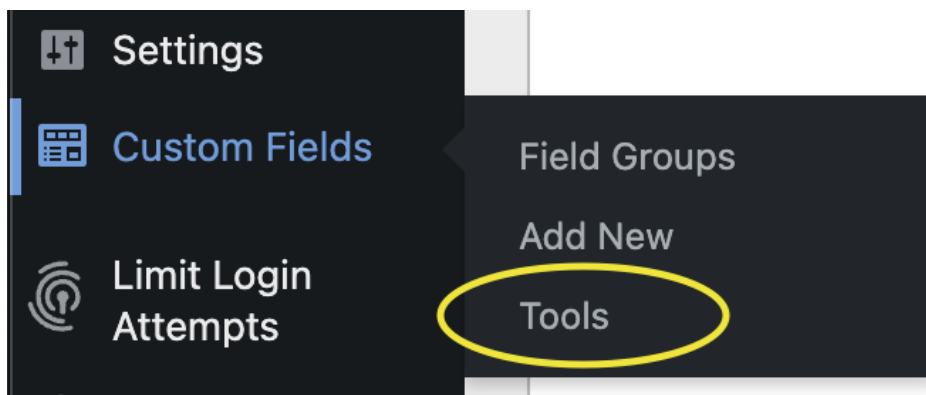 Settings
Custom Fields
Field Groups
Add New
Limit Login
Attempts
Tools